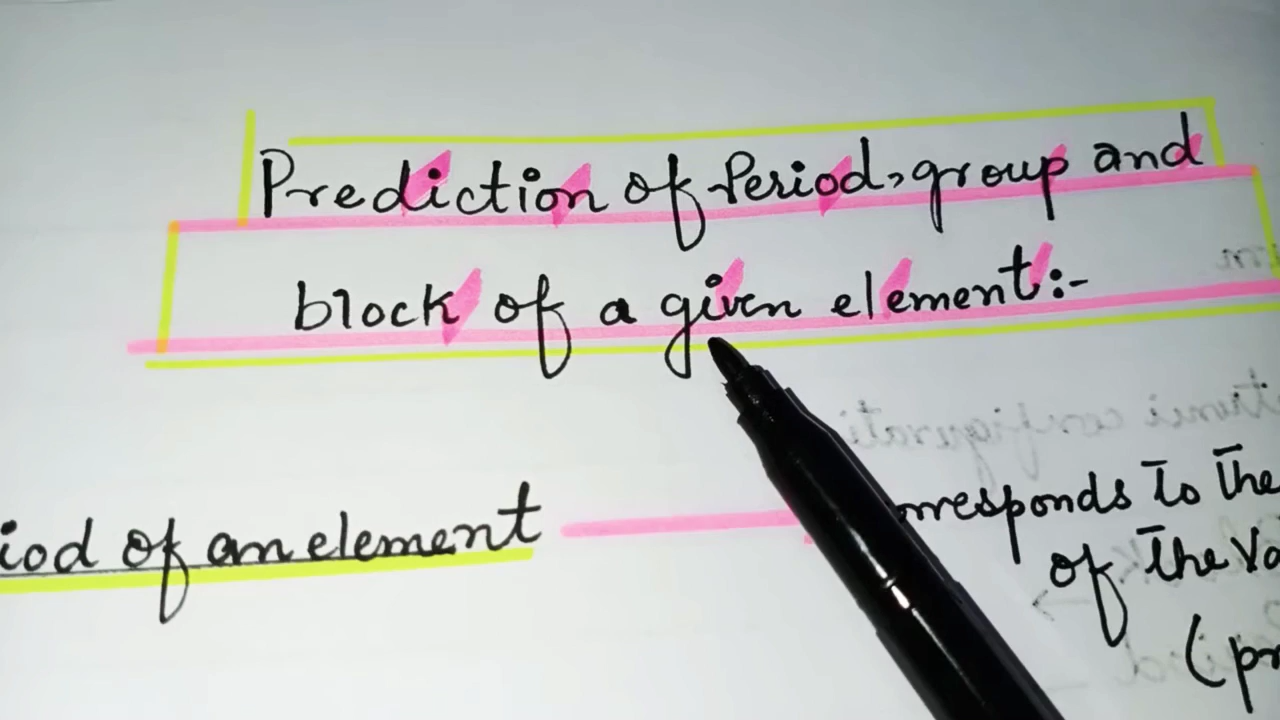 Prediction of Period, group and
block of a given element:-
iod of an element
orresponds to the
of the Va
(pr